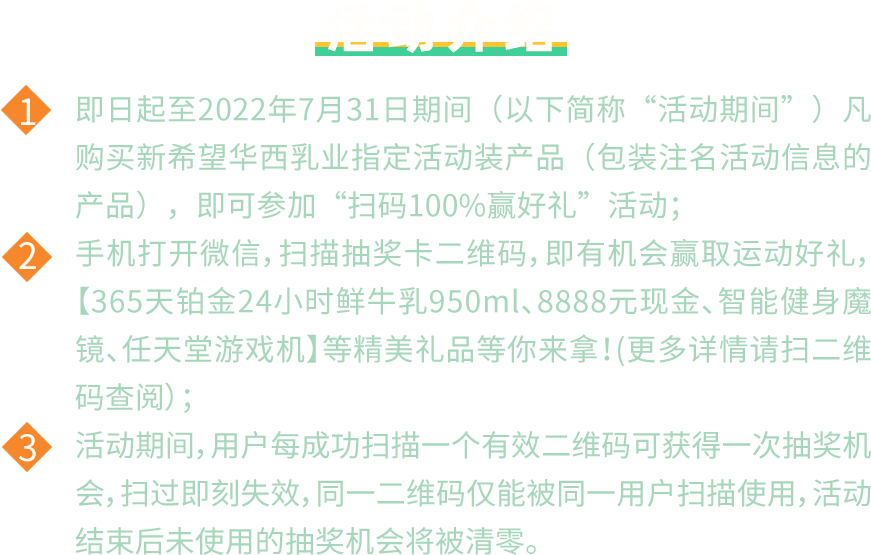 活动介绍
1 即日起至2022年7月31日期间（以下简称“活动期间”）凡
购买新希望华西乳业指定活动装产品（包装注名活动信息的
产品），即可参加“扫码100%赢好礼”活动；
2 手机打开微信，扫描抽奖卡二维码，即有机会赢取运动好礼，
【365天铂金24小时鲜牛乳950ml、8888元现金、智能健身魔
镜、任天堂游戏机】等精美礼品等你来拿！(更多详情请扫二维
码查阅）；
3 活动期间，用户每成功扫描一个有效二维码可获得一次抽奖机
会，扫过即刻失效，同一二维码仅能被同一用户扫描使用，活动
结束后未使用的抽奖机会将被清零。